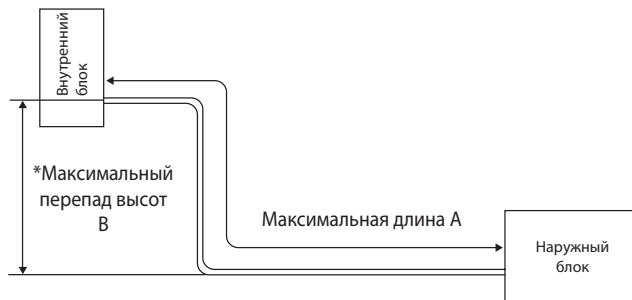 Внутренний
блок
*Максимальный
перепад высот
B
Максимальная длина A
Наружный
блок